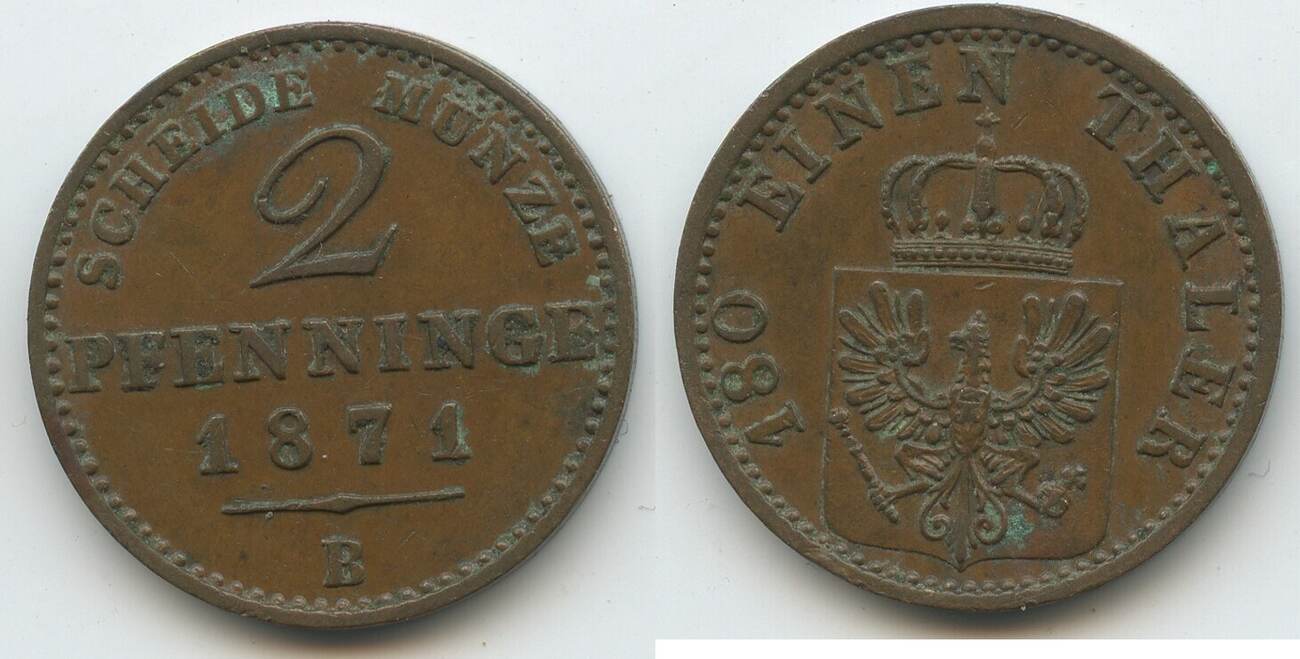 SCHEIDE MÜNZE
2
PFENNINGE
1871
B
180 EINEN THALER